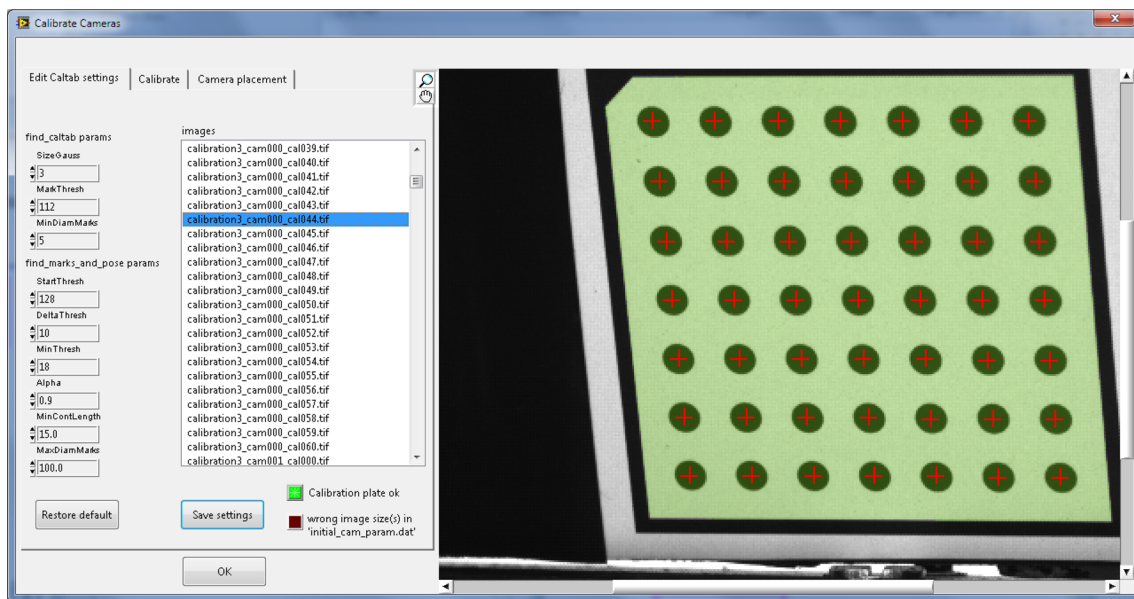 Calibrate Cameras
Edit Caltab settings
Calibrate
Camera placement
find_caltab params
SizeGauss
3
MarkThresh
112
MinDiamMarks
5
find_marks_and_pose params
StartThresh
128
DeltaThresh
10
MinThresh
18
Alpha
0.9
MinContLength
15.0
MaxDiamMarks
100.0
images
calibration3_cam000_cal039.tif
calibration3_cam000_cal040.tif
calibration3_cam000_cal041.tif
calibration3_cam000_cal042.tif
calibration3_cam000_cal043.tif
calibration3_cam000_cal044.tif
calibration3_cam000_cal045.tif
calibration3_cam000_cal046.tif
calibration3_cam000_cal047.tif
calibration3_cam000_cal048.tif
calibration3_cam000_cal049.tif
calibration3_cam000_cal050.tif
calibration3_cam000_cal051.tif
calibration3_cam000_cal052.tif
calibration3_cam000_cal053.tif
calibration3_cam000_cal054.tif
calibration3_cam000_cal055.tif
calibration3_cam000_cal056.tif
calibration3_cam000_cal057.tif
calibration3_cam000_cal058.tif
calibration3_cam000_cal059.tif
calibration3_cam000_cal060.tif
calibration3_cam001_cal000.tif
Calibration plate ok
Restore default
Save settings
wrong image size(s) in
'initial_cam_param.dat'
OK